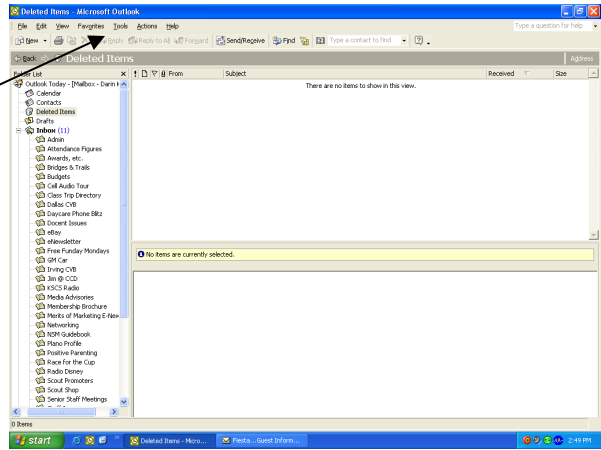 Deleted Items - Microsoft Outlook
File Edit View Favorites Tools Actions Help Type a question for help
New Reply Reply to All Forward Send/Receive Find Type a contact to find
Back Deleted Items Address
Folder List
! From Subject Received Size
Outlook Today - [Mailbox - Darin
There are no items to show in this view.
Calendar
Contacts
Deleted Items
Drafts
Inbox (11)
Admin
Attendance Figures
Awards, etc.
Bridges & Trails
Budgets
Cell Audio Tour
Class Trip Directory
Dallas CVB
Daycare Phone Blitz
Docent Issues
eBay
eNewsletter
Free Funday Mondays
No items are currently selected.
GM Car
Irving CVB
Jim @ CCD
KSCS Radio
Media Advisories
Membership Brochure
Merits of Marketing E-New
Networking
NSM Guidebook
Plano Profile
Positive Parenting
Race for the Cup
Radio Disney
Scout Promoters
Scout Shop
Senior Staff Meetings
0 Items
start Deleted Items - Micro... Fiesta...Guest Inform... 2:49 PM